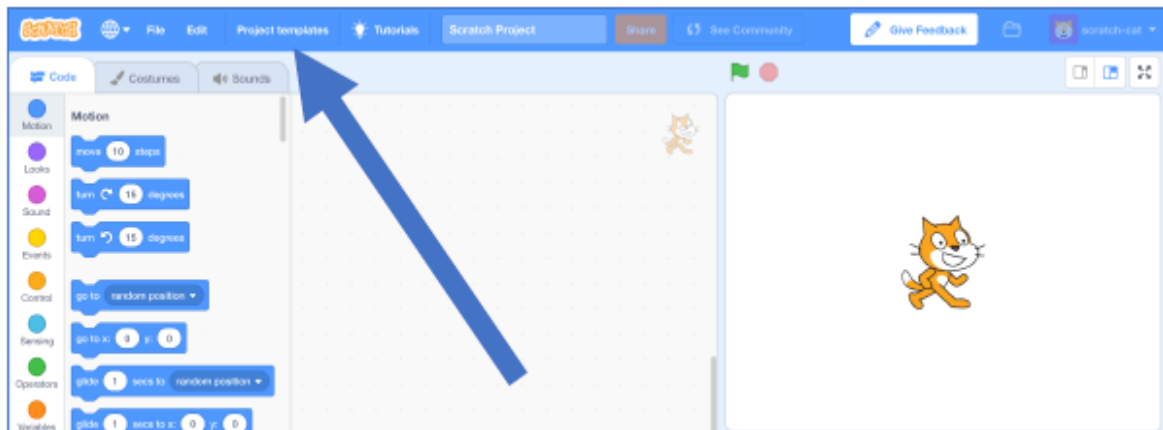 SCRATCH File Edit Project templates Tutorials Scratch Project Share See Community Give Feedback scratch-cat
Code Costumes Sounds
Motion
Looks
Sound
Events
Control
Sensing
Operators
Variables
Motion
move 10 steps
turn 15 degrees
turn 15 degrees
go to random position
go to x: 0 y: 0
glide 1 secs to random position
glide 1 secs to x: 0 y: 0